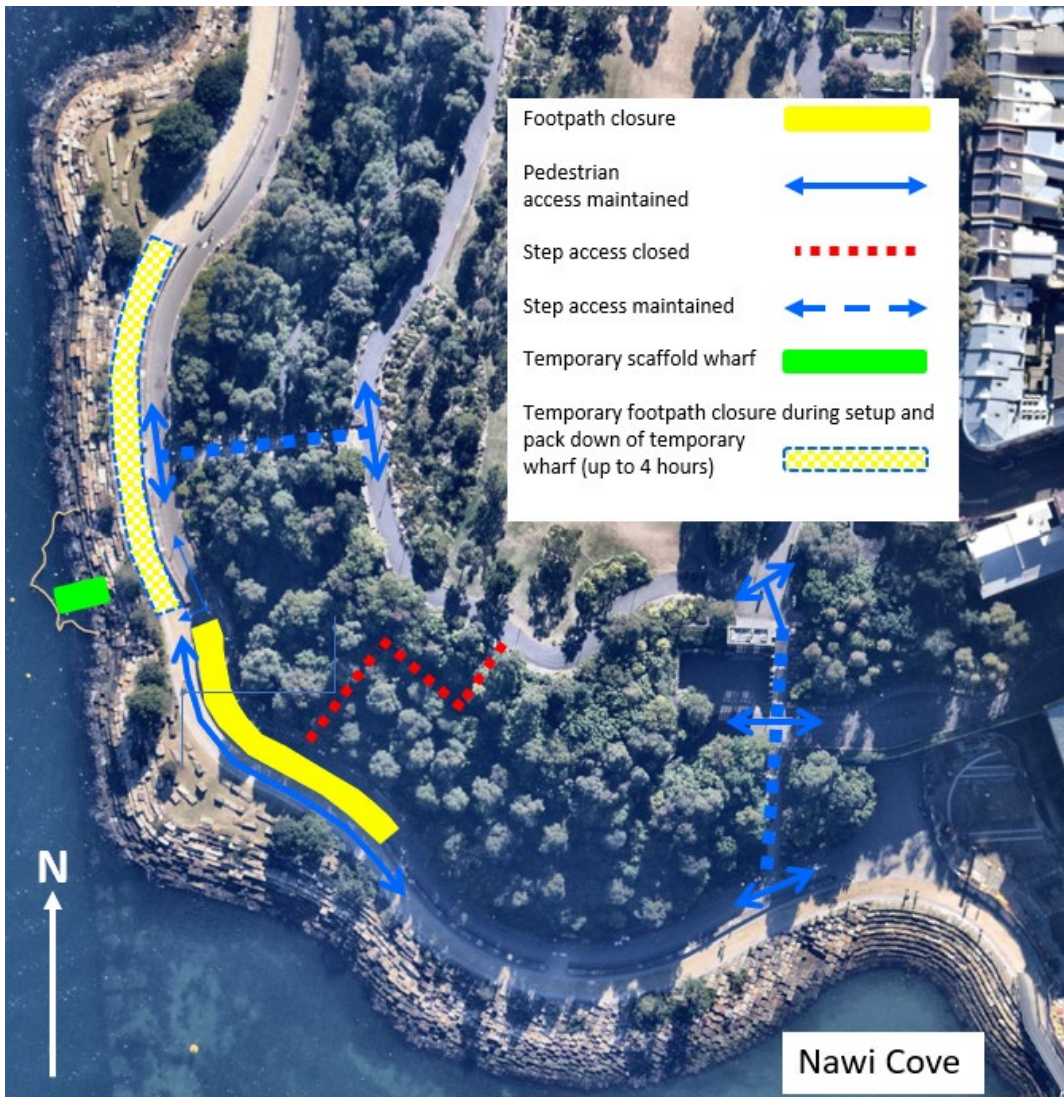 Footpath closure
Pedestrian
access maintained
Step access closed
Step access maintained
Temporary scaffold wharf
Temporary footpath closure during setup and
pack down of temporary
wharf (up to 4 hours)
N
Nawi Cove